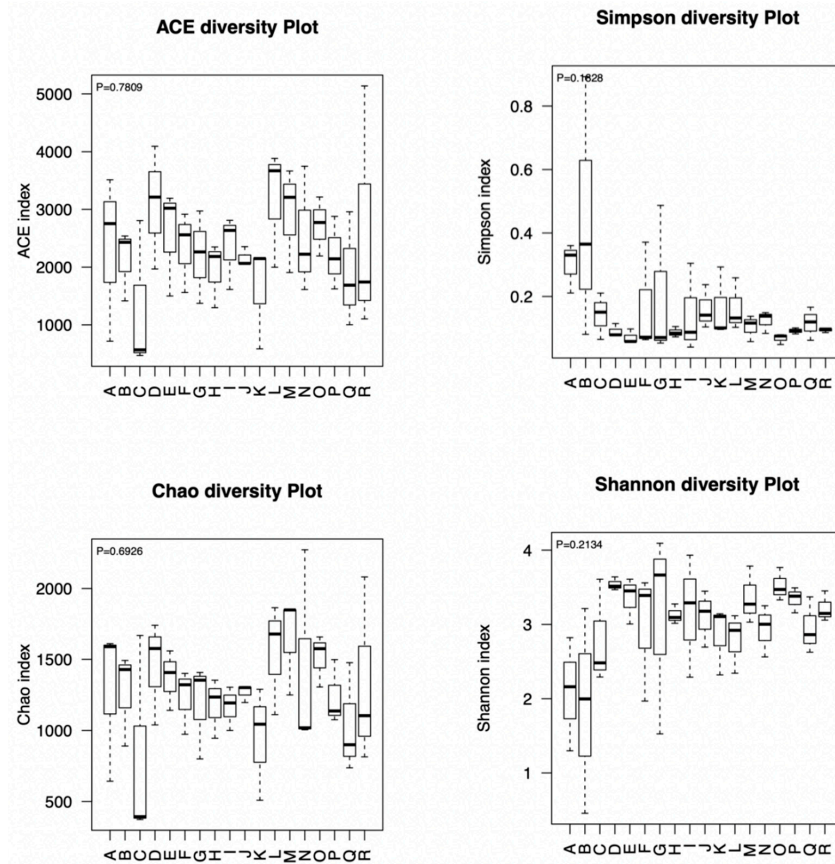 ACE diversity Plot
P=0.7809
ACE index
5000
4000
3000
2000
1000
A B C D E F G H I J K L M N O P Q R
Simpson diversity Plot
P=0.1628
Simpson index
0.8
0.6
0.4
0.2
A B C D E F G H I J K L M N O P Q R
Chao diversity Plot
P=0.6926
Chao index
2000
1500
1000
500
A B C D E F G H I J K L M N O P Q R
Shannon diversity Plot
P=0.2134
Shannon index
4
3
2
1
A B C D E F G H I J K L M N O P Q R